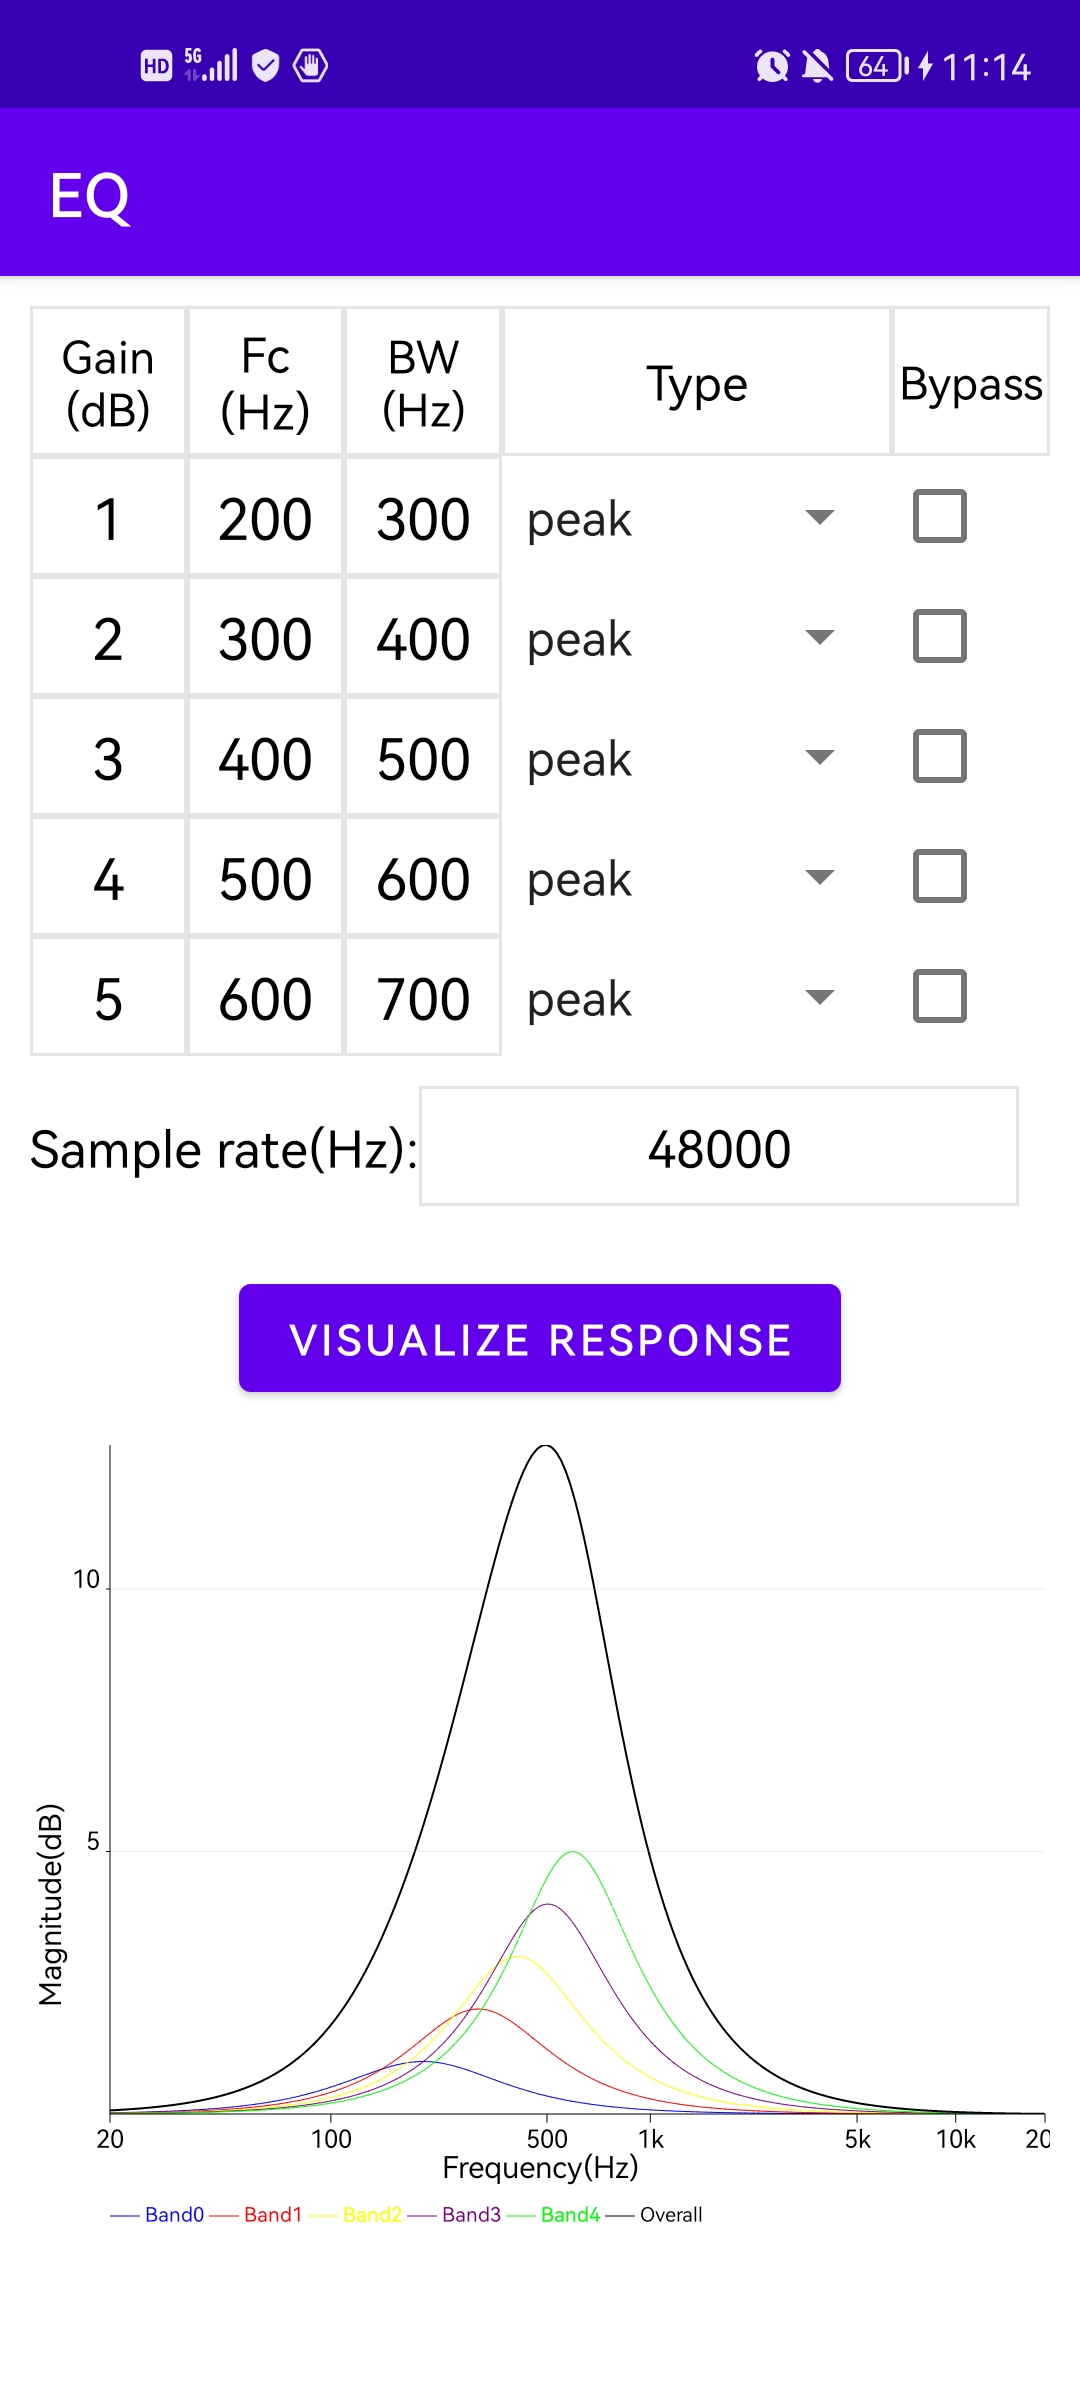 HD 5G 64 11:14
EQ
Gain (dB) Fc (Hz) BW (Hz) Type Bypass
1 200 300 peak
2 300 400 peak
3 400 500 peak
4 500 600 peak
5 600 700 peak
Sample rate(Hz): 48000
VISUALIZE RESPONSE
10
5
Magnitude(dB)
20 100 500 1k 5k 10k 20
Frequency(Hz)
Band0 Band1 Band2 Band3 Band4 Overall